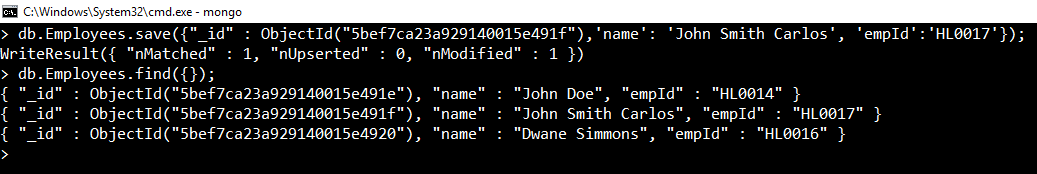 C:\Windows\System32\cmd.exe - mongo
> db.Employees.save({"_id" : ObjectId("5bef7ca23a929140015e491f"),'name': 'John Smith Carlos', 'empId':'HL0017'});
WriteResult({ "nMatched" : 1, "nUpserted" : 0, "nModified" : 1 })
> db.Employees.find({});
{ "_id" : ObjectId("5bef7ca23a929140015e491e"), "name" : "John Doe", "empId" : "HL0014" }
{ "_id" : ObjectId("5bef7ca23a929140015e491f"), "name" : "John Smith Carlos", "empId" : "HL0017" }
{ "_id" : ObjectId("5bef7ca23a929140015e4920"), "name" : "Dwane Simmons", "empId" : "HL0016" }
>